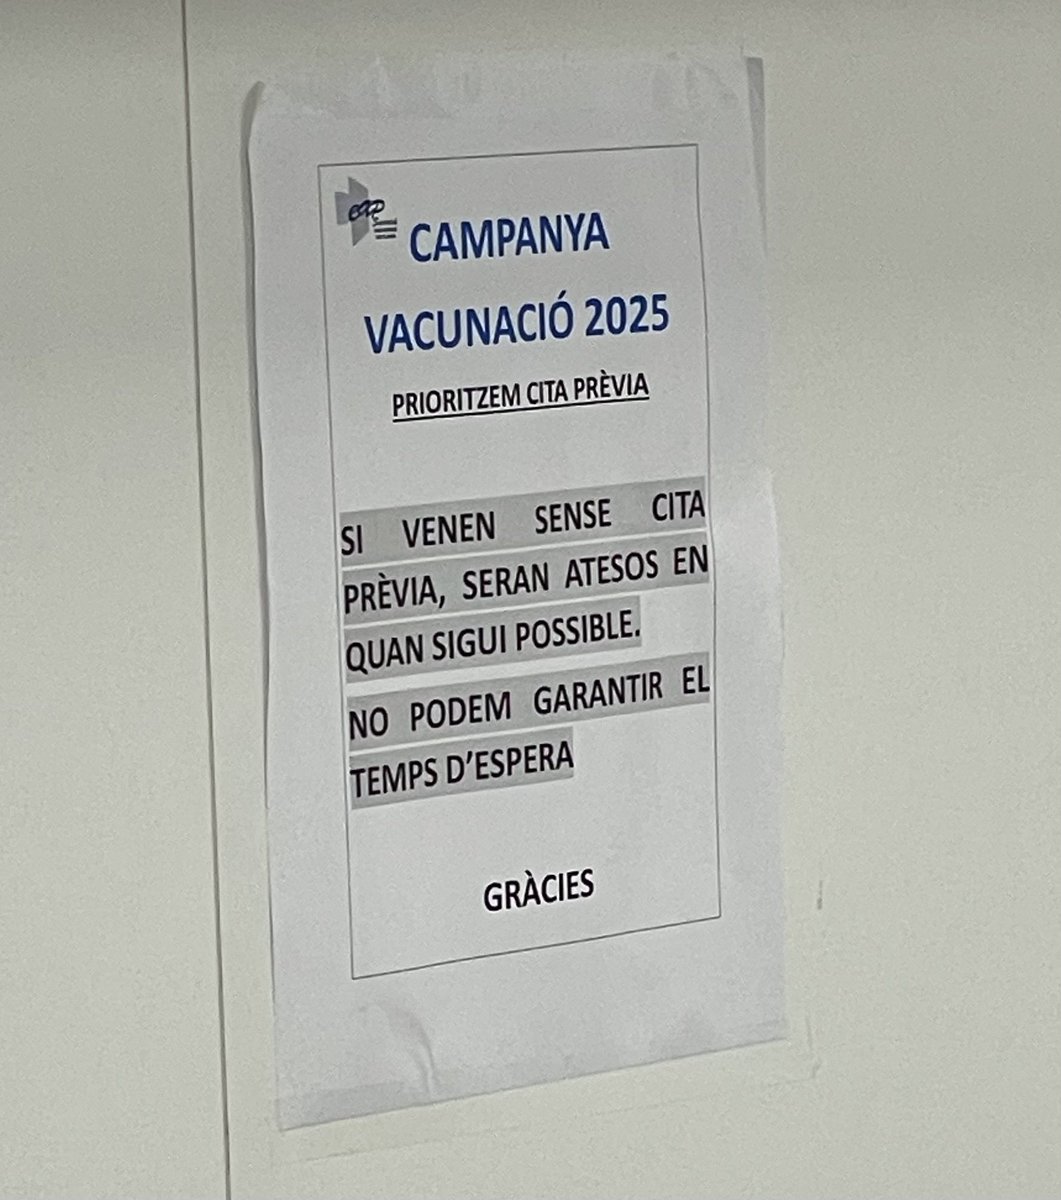 eap
CAMPANYA
VACUNACIÓ 2025
PRIORITZEM CITA PRÈVIA
SI VENEN SENSE CITA
PRÈVIA, SERAN ATESOS EN
QUAN SIGUI POSSIBLE.
NO PODEM GARANTIR EL
TEMPS D’ESPERA
GRÀCIES